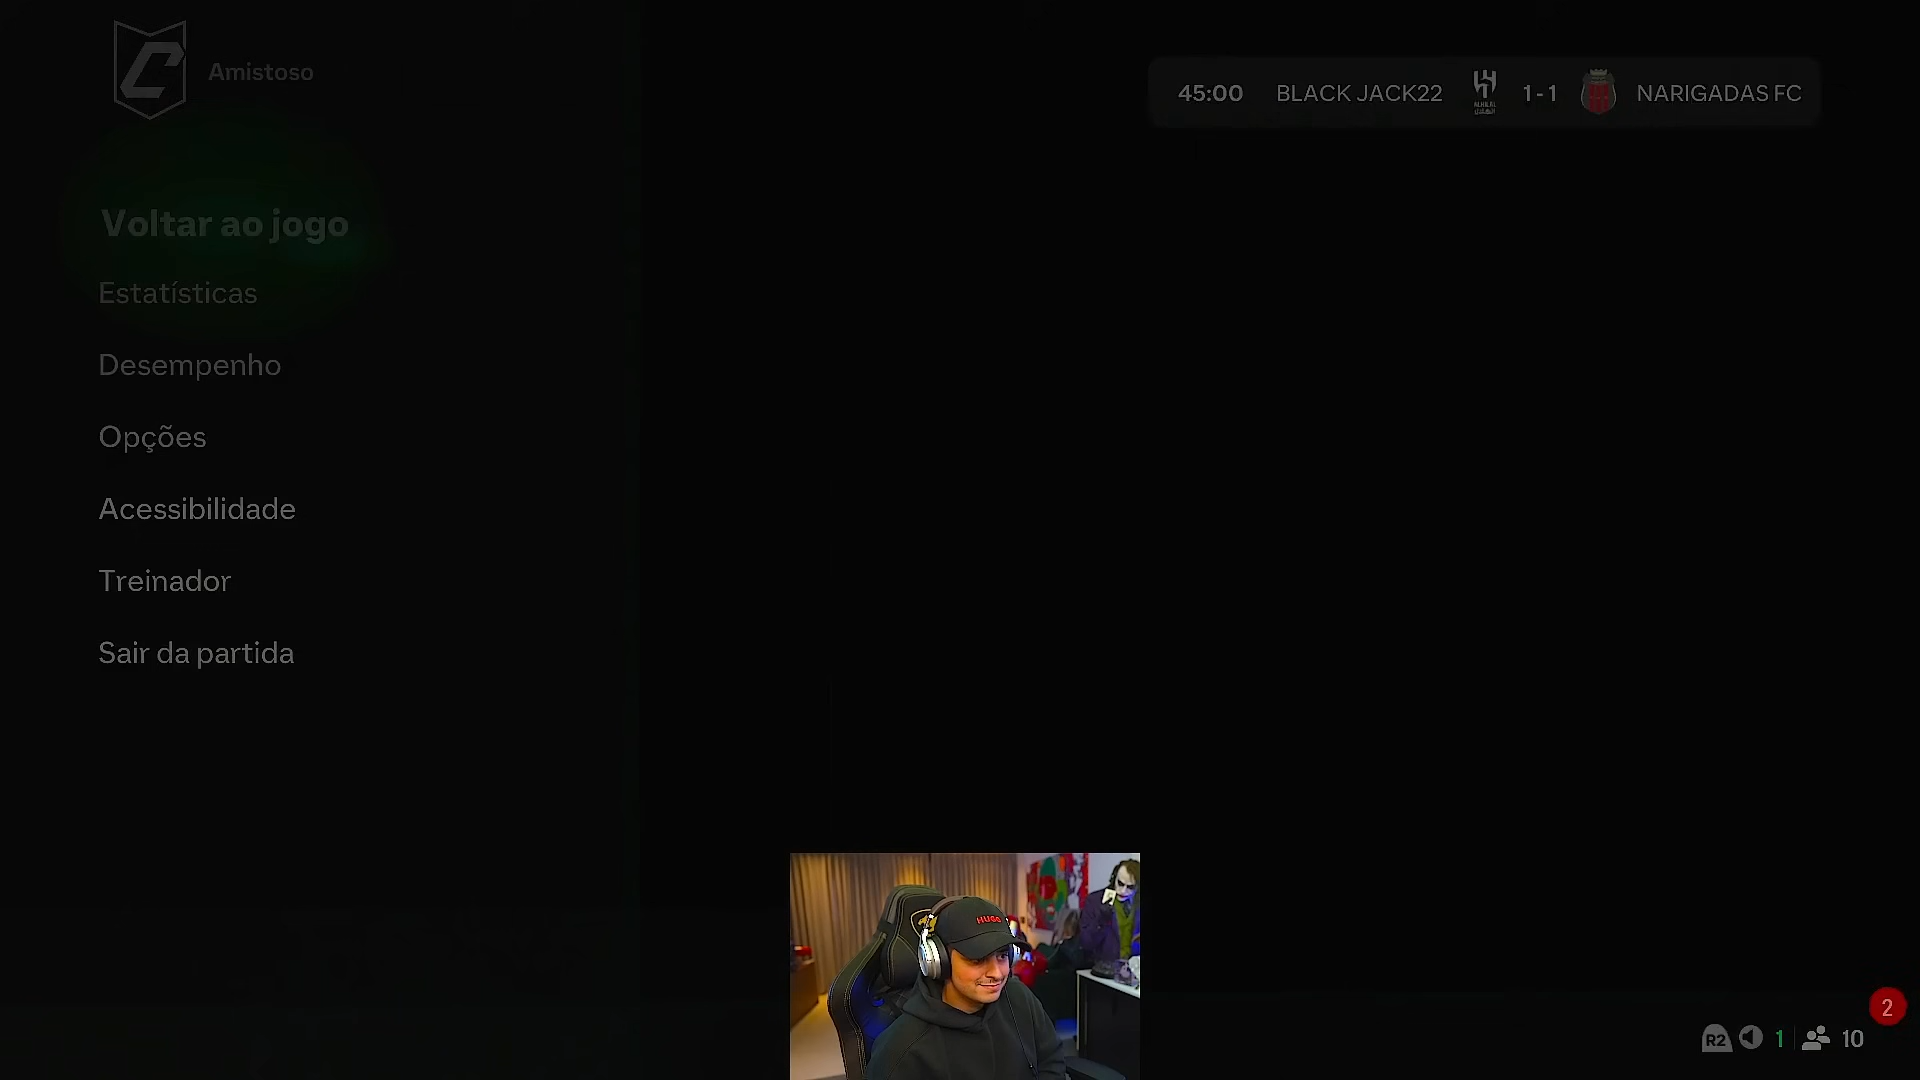 Amistoso
45:00 BLACK JACK22 1 - 1 NARIGADAS FC
Voltar ao jogo
Estatísticas
Desempenho
Opções
Acessibilidade
Treinador
Sair da partida
HUGO
2
R2 1 10